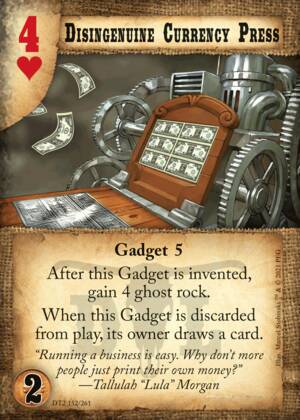 4
Disingenuine Currency Press
Gadget 5
After this Gadget is invented,
gain 4 ghost rock.
When this Gadget is discarded
from play, its owner draws a card.
“Running a business is easy. Why don’t more
people just print their own money?”
—Tallulah “Lula” Morgan
2
DT2 152/261